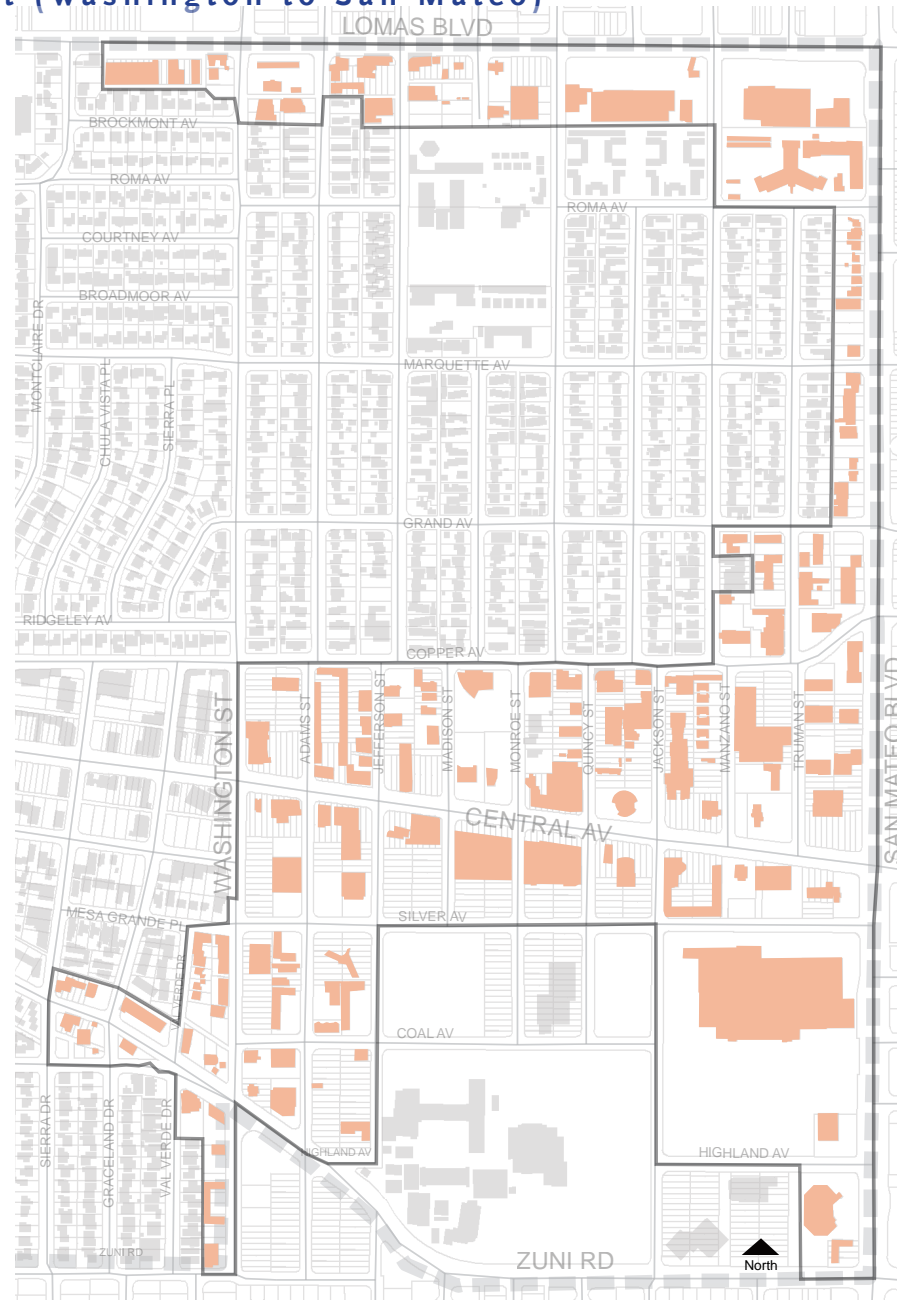 (Washington to San Mateo)
LOMAS BLVD
BROCKMONT AV
ROMA AV
ROMA AV
COURTNEY AV
BROADMOOR AV
MONTCLAIRE DR
CHULA VISTA PL
SIERRA PL
MARQUETTE AV
GRAND AV
RIDGELEY AV
COPPER AV
WASHINGTON ST
ADAMS ST
JEFFERSON ST
MADISON ST
MONROE ST
QUINCY ST
JACKSON ST
MANZANO ST
TRUMAN ST
SAN MATEO BLVD
CENTRAL AV
MESA GRANDE PL
SILVER AV
VAL VERDE DR
COAL AV
SIERRA DR
GRACELAND DR
VAL VERDE DR
HIGHLAND AV
HIGHLAND AV
ZUNI RD
ZUNI RD
North